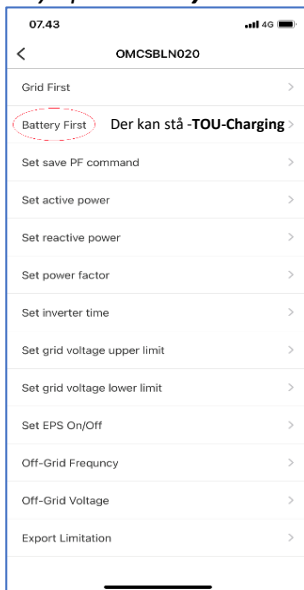 07.43 4G
OMCSBLN020
Grid First
Battery First Der kan stå -TOU-Charging
Set save PF command
Set active power
Set reactive power
Set power factor
Set inverter time
Set grid voltage upper limit
Set grid voltage lower limit
Set EPS On/Off
Off-Grid Frequncy
Off-Grid Voltage
Export Limitation